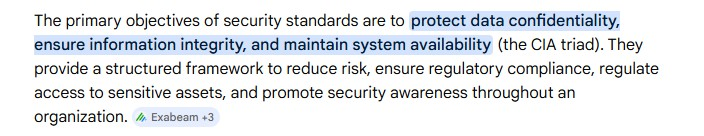 The primary objectives of security standards are to protect data confidentiality,
ensure information integrity, and maintain system availability (the CIA triad). They
provide a structured framework to reduce risk, ensure regulatory compliance, regulate
access to sensitive assets, and promote security awareness throughout an
organization. Exabeam +3